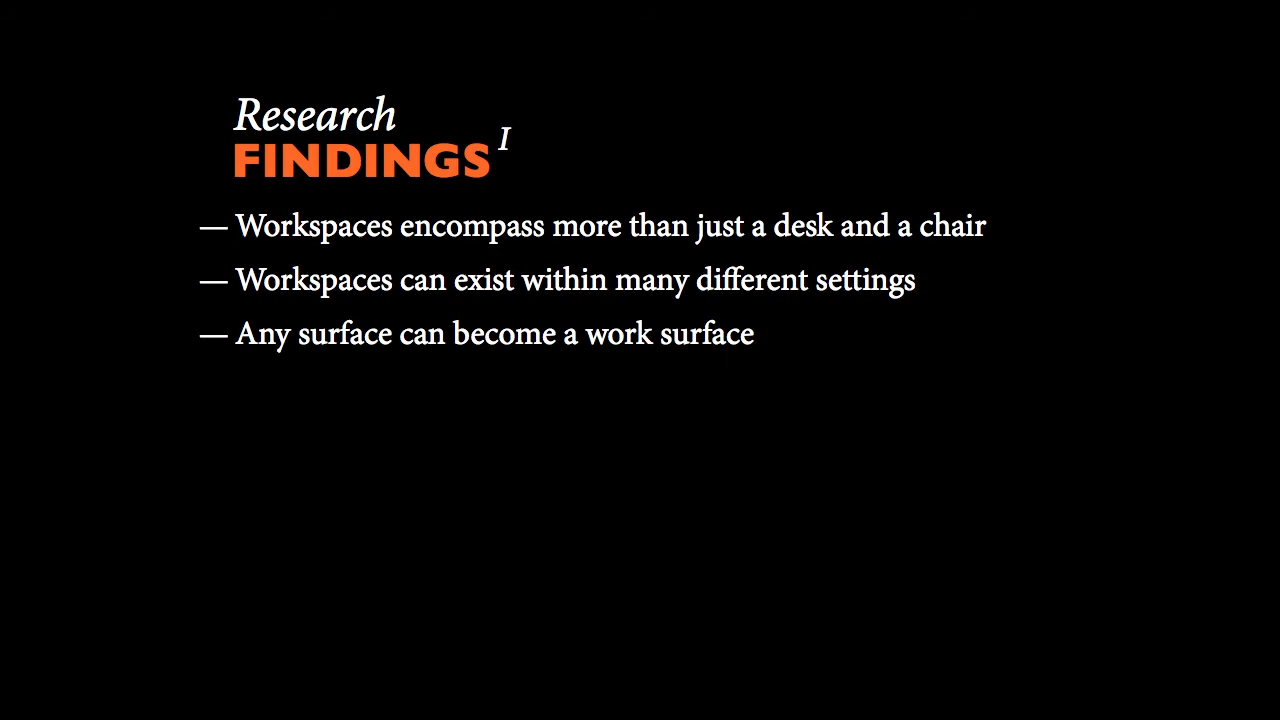 Research
FINDINGS I
— Workspaces encompass more than just a desk and a chair
— Workspaces can exist within many different settings
— Any surface can become a work surface